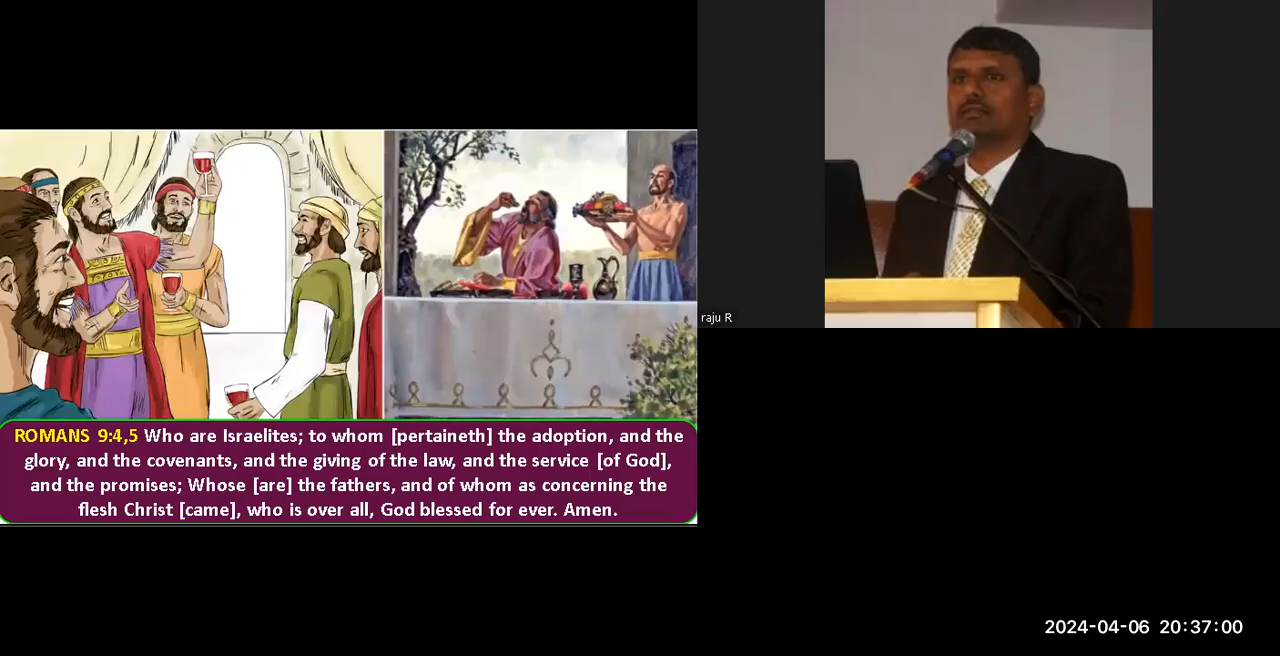 ROMANS 9:4,5 Who are Israelites; to whom [pertaineth] the adoption, and the
glory, and the covenants, and the giving of the law, and the service [of God],
and the promises; Whose [are] the fathers, and of whom as concerning the
flesh Christ [came], who is over all, God blessed for ever. Amen.
raju R
2024-04-06 20:37:00